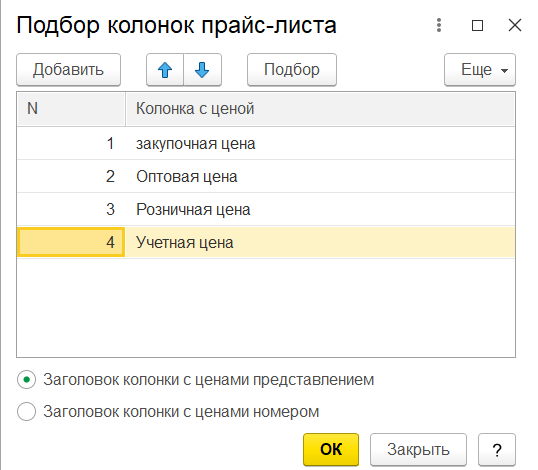 Подбор колонок прайс-листа
Добавить Подбор Еще
N Колонка с ценой
1 закупочная цена
2 Оптовая цена
3 Розничная цена
4 Учетная цена
Заголовок колонки с ценами представлением
Заголовок колонки с ценами номером
ОК Закрыть ?